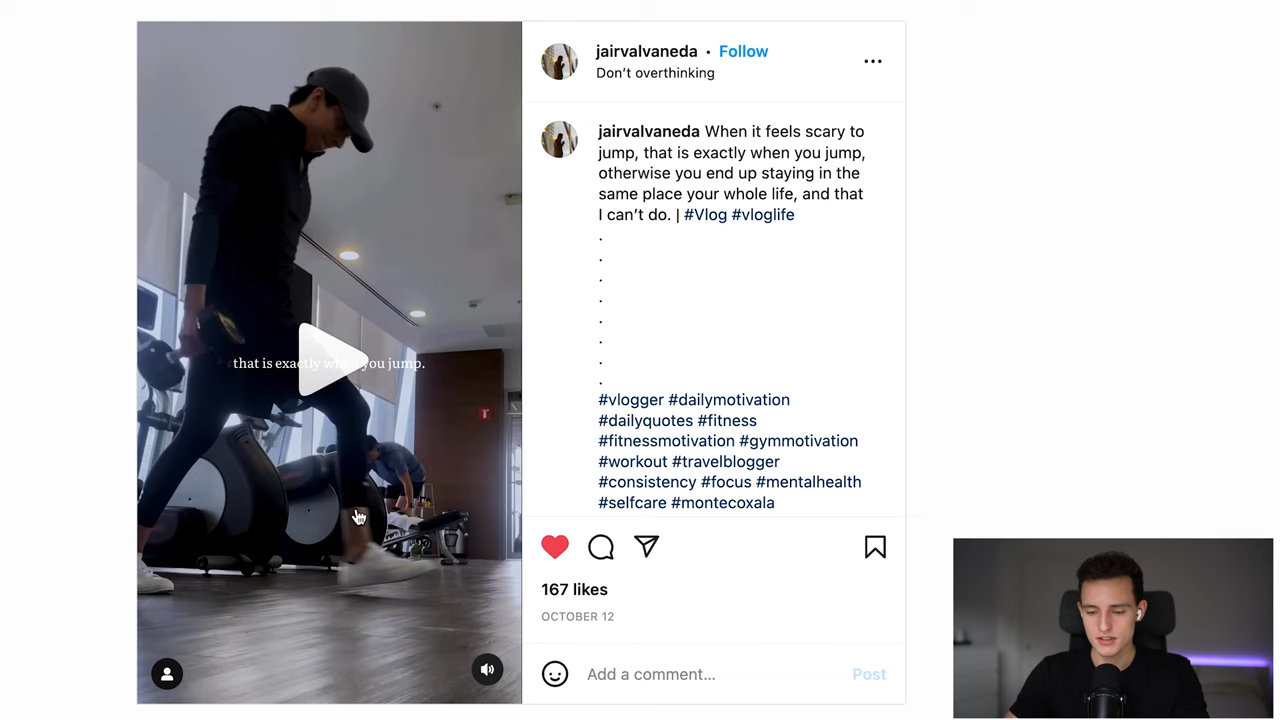 jairvalvaneda • Follow
Don't overthinking
jairvalvaneda When it feels scary to
jump, that is exactly when you jump,
otherwise you end up staying in the
same place your whole life, and that
I can't do. | #Vlog #vloglife
.
.
.
.
.
.
.
.
#vlogger #dailymotivation
#dailyquotes #fitness
#fitnessmotivation #gymmotivation
#workout #travelblogger
#consistency #focus #mentalhealth
#selfcare #montecoxala
that is exactly when you jump.
167 likes
OCTOBER 12
Add a comment... Post